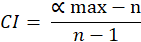 CI = (∝ max − n) / (n − 1)